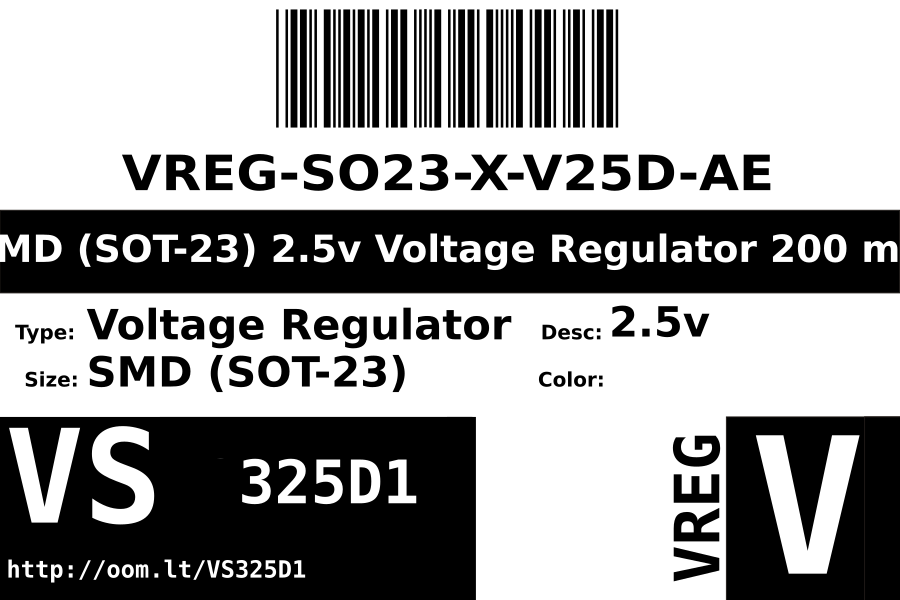 VREG-SO23-X-V25D-AE
MD (SOT-23) 2.5v Voltage Regulator 200 m
Type: Voltage Regulator Desc: 2.5v
Size: SMD (SOT-23) Color:
VS 325D1
http://oom.lt/VS325D1
VREG V